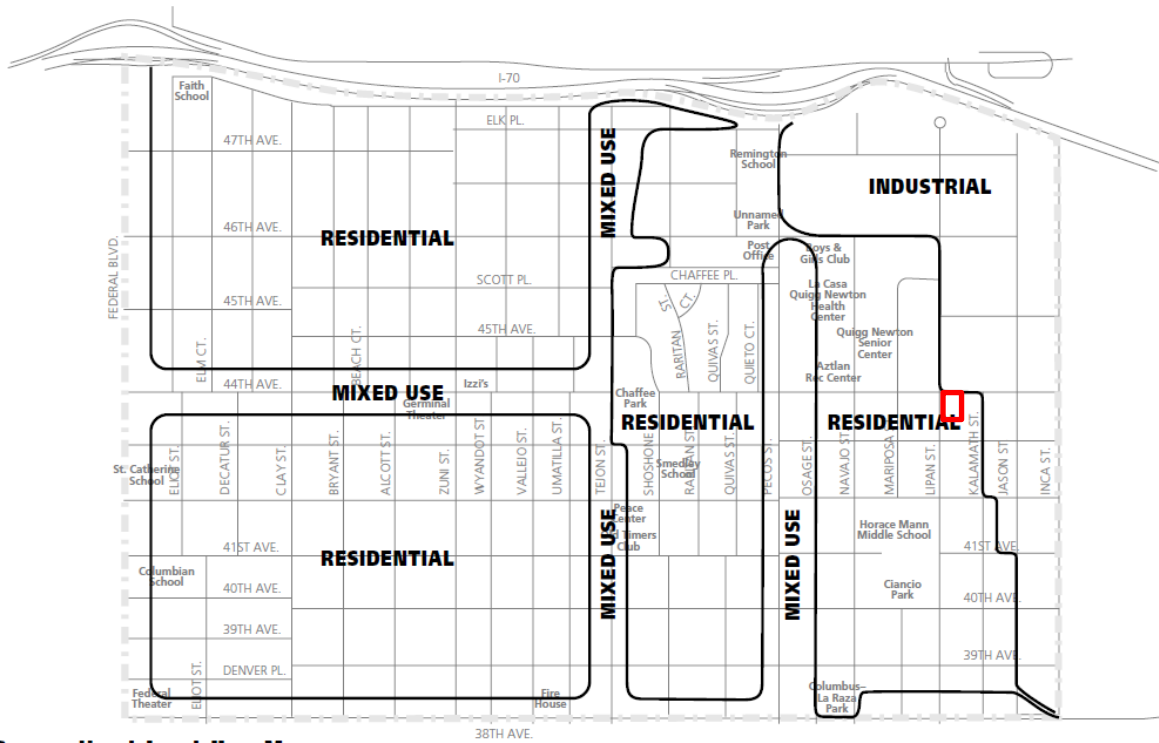 I-70
Faith
School
ELK PL.
47TH AVE.
MIXED USE
Remington
School
INDUSTRIAL
Unnamed
Park
46TH AVE.
RESIDENTIAL
FEDERAL BLVD.
Post
Office
Boys &
Girls Club
SCOTT PL.
CHAFFEE PL.
La Casa
Quigg Newton
Health
Center
45TH AVE.
ST.
CT.
45TH AVE.
RARITAN
QUIVAS ST.
QUIETO CT.
Quigg Newton
Senior
Center
ELM CT.
BEACH CT.
Aztlan
Rec Center
44TH AVE.
MIXED USE
Izzi's
Germinal
Theater
Chaffee
Park
RESIDENTIAL
RESIDENTIAL
St. Catherine
School
ELIOT ST.
DECATUR ST.
CLAY ST.
BRYANT ST.
ALCOTT ST.
ZUNI ST.
WYANDOT ST
VALLEJO ST.
UMATILLA ST.
TEJON ST.
SHOSHONE
RARITAN ST.
Smedley
School
QUIVAS ST.
PECOS ST.
OSAGE ST.
NAVAJO ST.
MARIPOSA
LIPAN ST.
KALAMATH ST.
JASON ST
INCA ST.
Peace
Center
Old Timers
Club
MIXED USE
MIXED USE
Horace Mann
Middle School
41ST AVE.
41ST AVE.
RESIDENTIAL
Columbian
School
40TH AVE.
Ciancio
Park
40TH AVE.
39TH AVE.
39TH AVE.
DENVER PL.
ELIOT ST.
Federal
Theater
Fire
House
Columbus–
La Raza
Park
38TH AVE.